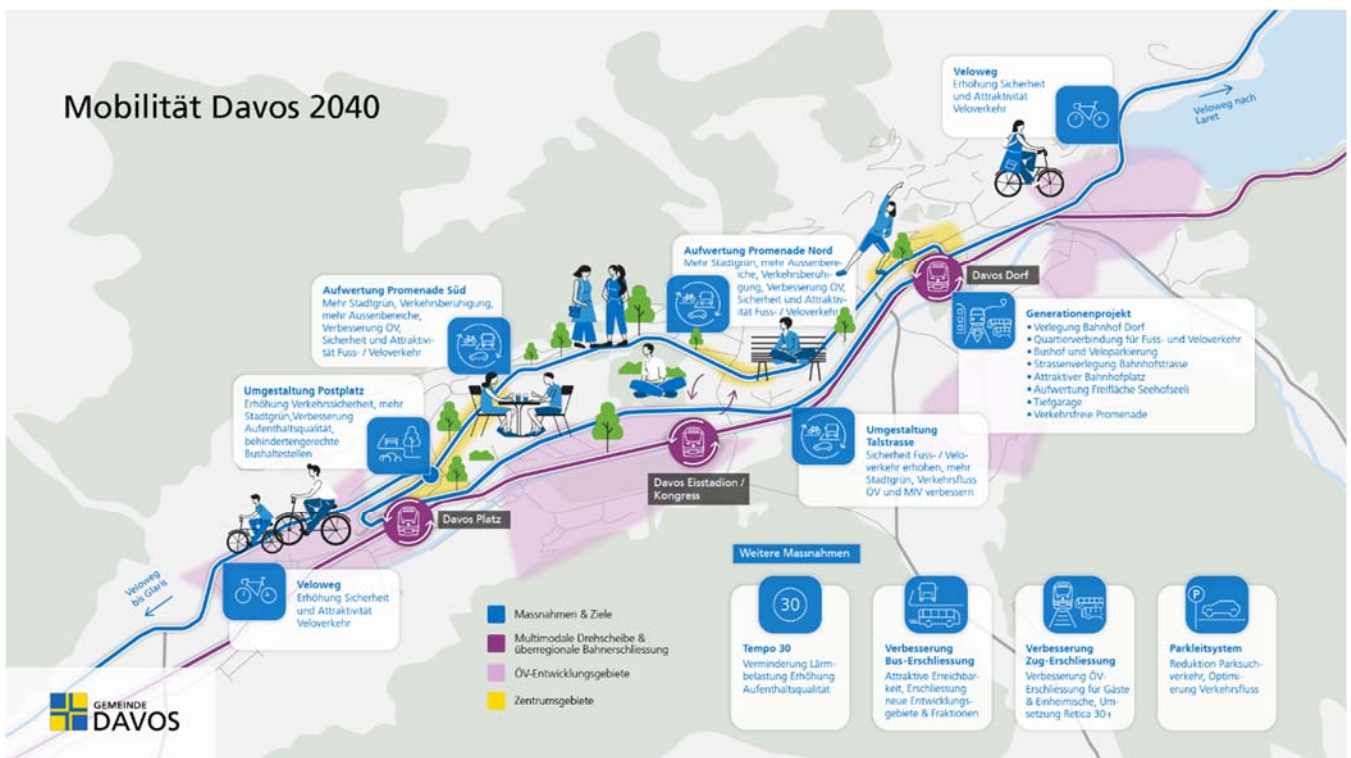 Mobilität Davos 2040
Veloweg
Erhöhung Sicherheit
und Attraktivität
Veloverkehr
Veloweg nach
Laret
Aufwertung Promenade Nord
Mehr Stadtgrün, mehr Aussenbere-
iche, Verkehrsberuhi-
gung, Verbesserung ÖV,
Sicherheit und Attraktiv-
ität Fuss- / Veloverkehr
Aufwertung Promenade Süd
Mehr Stadtgrün, Verkehrsberuhigung,
mehr Aussenbereiche,
Verbesserung ÖV,
Sicherheit und Attraktivi-
tät Fuss- / Veloverkehr
Davos Dorf
Generationenprojekt
• Verlegung Bahnhof Dorf
• Quartierverbindung für Fuss- und Veloverkehr
• Bushof und Veloparkierung
• Strassenverlegung Bahnhofstrasse
• Attraktiver Bahnhofplatz
• Aufwertung Freifläche Seehofseeli
• Tiefgarage
• Verkehrsfreie Promenade
Umgestaltung Postplatz
Erhöhung Verkehrssicherheit, mehr
Stadtgrün,Verbesserung
Aufenthaltsqualität,
behindertengerechte
Bushaltestellen
Umgestaltung
Talstrasse
Sicherheit Fuss- / Velo-
verkehr erhöhen, mehr
Stadtgrün, Verkehrsfluss
ÖV und MIV verbessern
Davos Eisstadion /
Kongress
Davos Platz
Veloweg
bis Glaris
Veloweg
Erhöhung Sicherheit
und Attraktivität
Veloverkehr
Massnahmen & Ziele
Multimodale Drehscheibe &
überregionale Bahnerschliessung
ÖV-Entwicklungsgebiete
Zentrumsgebiete
Weitere Massnahmen
30
Tempo 30
Verminderung Lärm-
belastung Erhöhung
Aufenthaltsqualität
Verbesserung
Bus-Erschliessung
Attraktive Erreichbar-
keit, Erschliessung
neue Entwicklungs-
gebiete & Fraktionen
Verbesserung
Zug-Erschliessung
Verbesserung ÖV-
Erschliessung für Gäste
& Einheimische, Um-
setzung Retica 30+
P
Parkleitsystem
Reduktion Parksuch-
verkehr, Optimi-
erung Verkehrsfluss
GEMEINDE
DAVOS